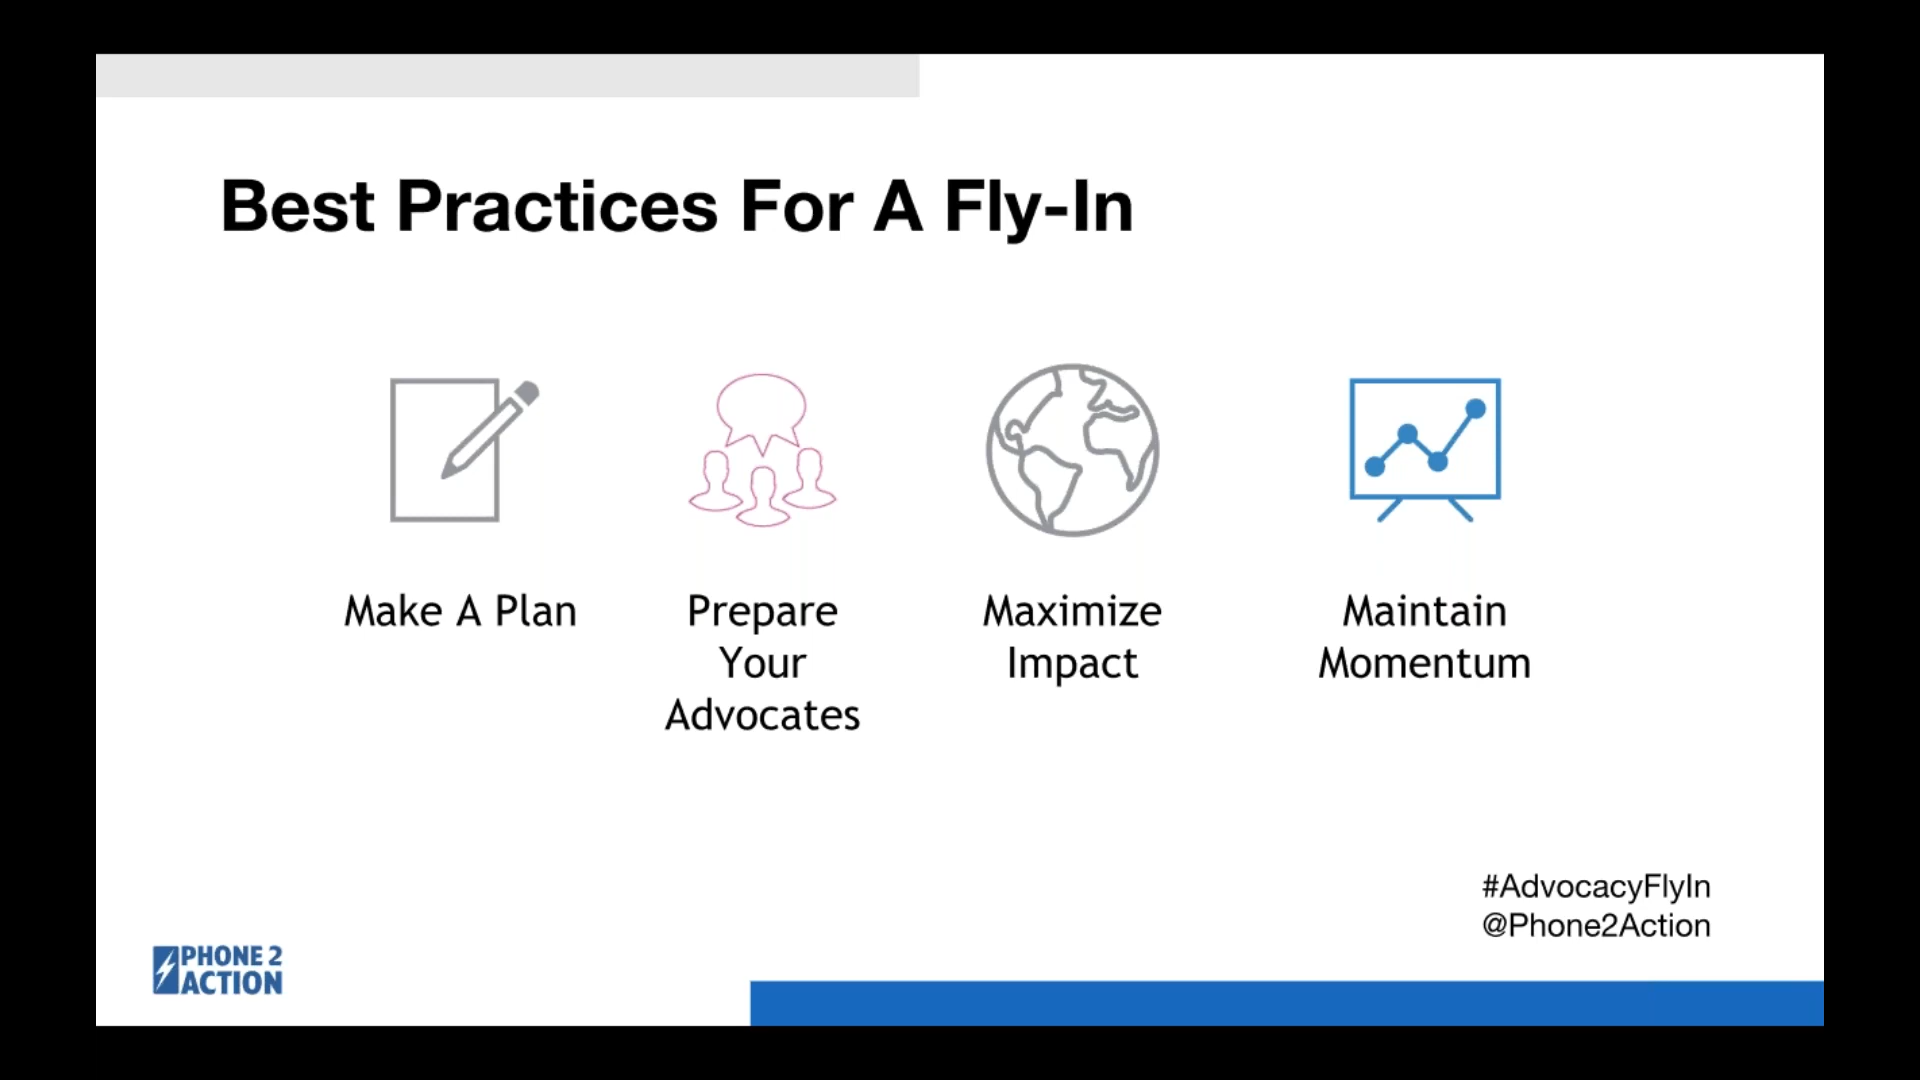 Best Practices For A Fly-In
Make A Plan
Prepare
Your
Advocates
Maximize
Impact
Maintain
Momentum
#AdvocacyFlyIn
@Phone2Action
PHONE 2
ACTION